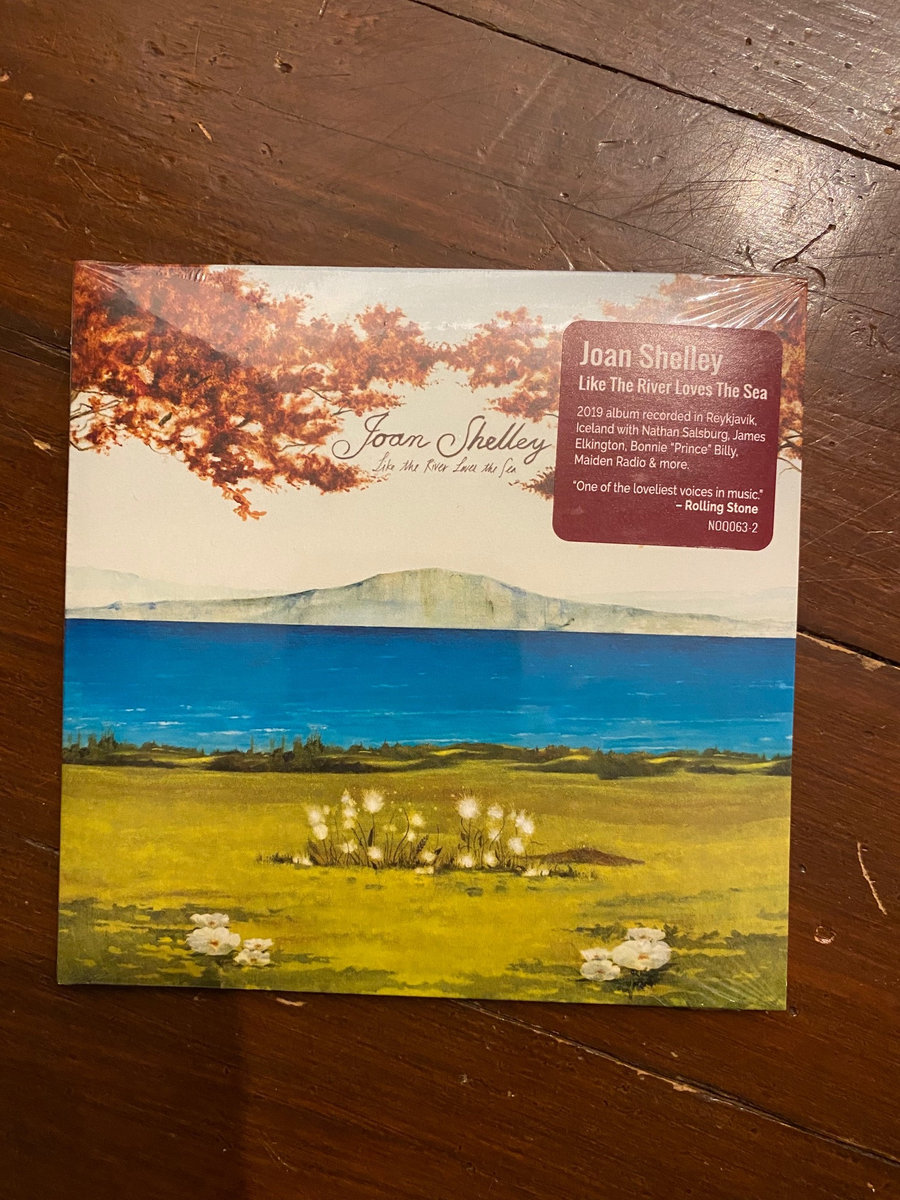 Joan Shelley
Like the River Loves the Sea
Joan Shelley
Like The River Loves The Sea
2019 album recorded in Reykjavík,
Iceland with Nathan Salsburg, James
Elkington, Bonnie “Prince” Billy,
Maiden Radio & more.
“One of the loveliest voices in music.”
– Rolling Stone
NOQ063-2